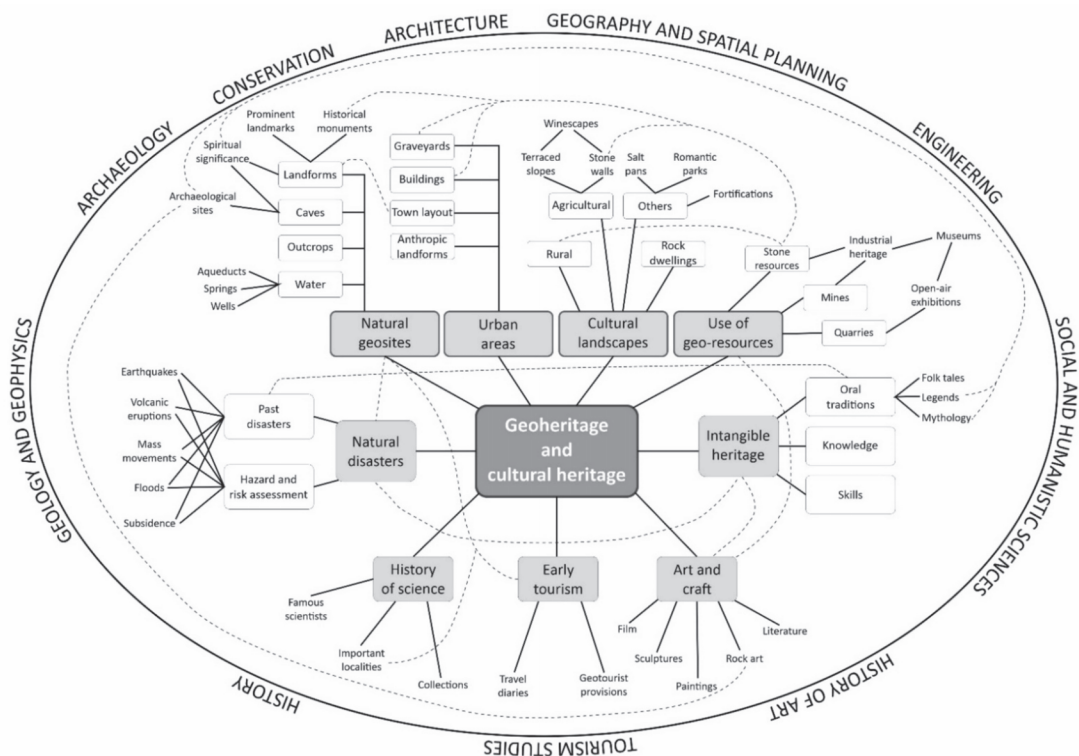 ARCHITECTURE
GEOGRAPHY AND SPATIAL PLANNING
CONSERVATION
ARCHAEOLOGY
ENGINEERING
GEOLOGY AND GEOPHYSICS
SOCIAL AND HUMANISTIC SCIENCES
HISTORY
TOURISM STUDIES
HISTORY OF ART
Prominent
landmarks
Historical
monuments
Spiritual
significance
Landforms
Archaeological
sites
Caves
Outcrops
Aqueducts
Springs
Wells
Water
Graveyards
Buildings
Town layout
Anthropic
landforms
Winescapes
Terraced
slopes
Stone
walls
Salt
pans
Romantic
parks
Agricultural
Others
Fortifications
Rural
Rock
dwellings
Stone
resources
Industrial
heritage
Museums
Mines
Open-air
exhibitions
Quarries
Natural
geosites
Urban
areas
Cultural
landscapes
Use of
geo-resources
Earthquakes
Volcanic
eruptions
Mass
movements
Floods
Subsidence
Past
disasters
Hazard and
risk assessment
Natural
disasters
Geoheritage
and
cultural heritage
Intangible
heritage
Oral
traditions
Folk tales
Legends
Mythology
Knowledge
Skills
History
of science
Famous
scientists
Important
localities
Collections
Early
tourism
Travel
diaries
Geotourist
provisions
Art and
craft
Film
Sculptures
Paintings
Rock art
Literature